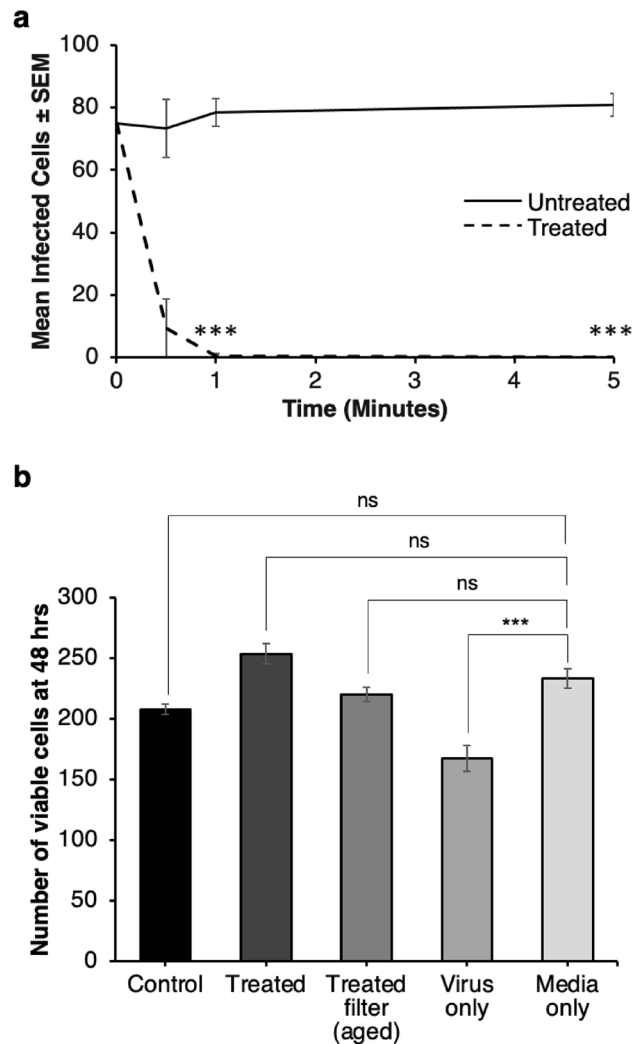 a
100
80
60
40
20
0
Mean Infected Cells ± SEM
Untreated
Treated
***
***
0 1 2 3 4 5
Time (Minutes)
b
ns
ns
ns
***
300
250
200
150
100
50
0
Number of viable cells at 48 hrs
Control
Treated
Treated
filter
(aged)
Virus
only
Media
only